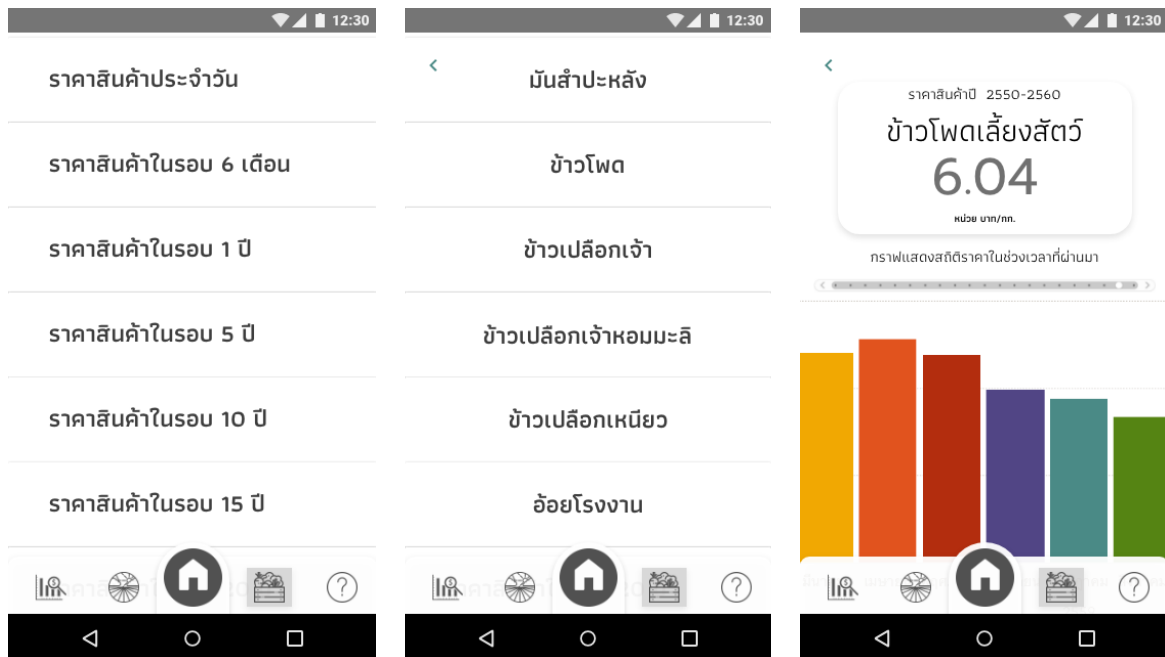 12:30
ราคาสินค้าประจำวัน
ราคาสินค้าในรอบ 6 เดือน
ราคาสินค้าในรอบ 1 ปี
ราคาสินค้าในรอบ 5 ปี
ราคาสินค้าในรอบ 10 ปี
ราคาสินค้าในรอบ 15 ปี
12:30
มันสำปะหลัง
ข้าวโพด
ข้าวเปลือกเจ้า
ข้าวเปลือกเจ้าหอมมะลิ
ข้าวเปลือกเหนียว
อ้อยโรงงาน
12:30
ราคาสินค้าปี 2550-2560
ข้าวโพดเลี้ยงสัตว์
6.04
หน่วย บาท/กก.
กราฟแสดงสถิติราคาในช่วงเวลาที่ผ่านมา